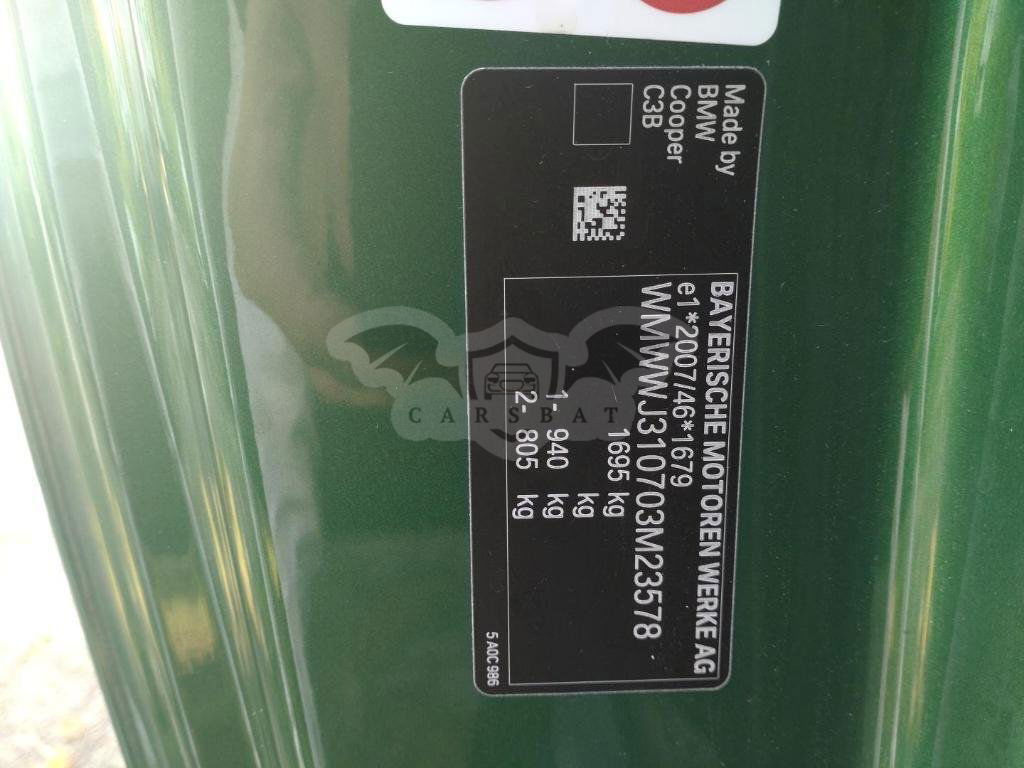 BAYERISCHE MOTOREN WERKE AG
e1*2007/46*1679
WMWWJ310703M23578
1695 kg
kg
1- 940 kg
2- 805 kg
Made by
BMW
Cooper
C3B
5 A0C 986
CARSBAT